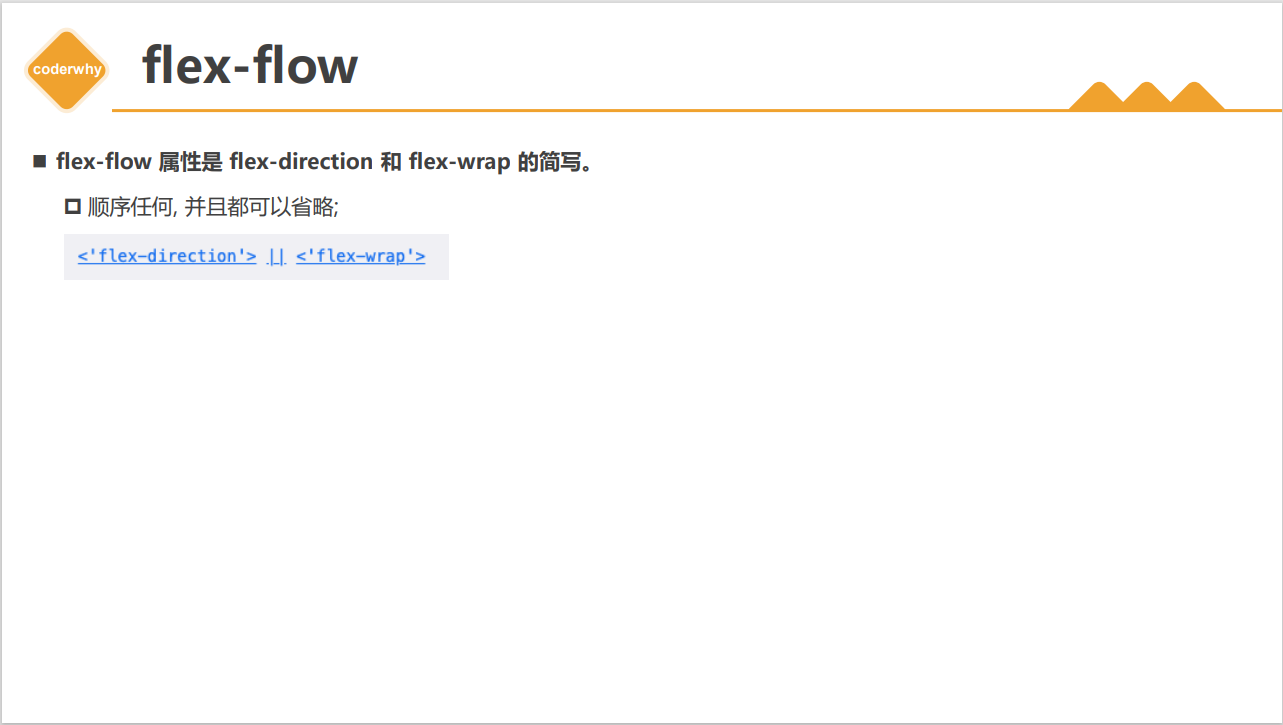 coderwhy
flex-flow
flex-flow 属性是 flex-direction 和 flex-wrap 的简写。
顺序任何, 并且都可以省略;
<'flex-direction'> || <'flex-wrap'>